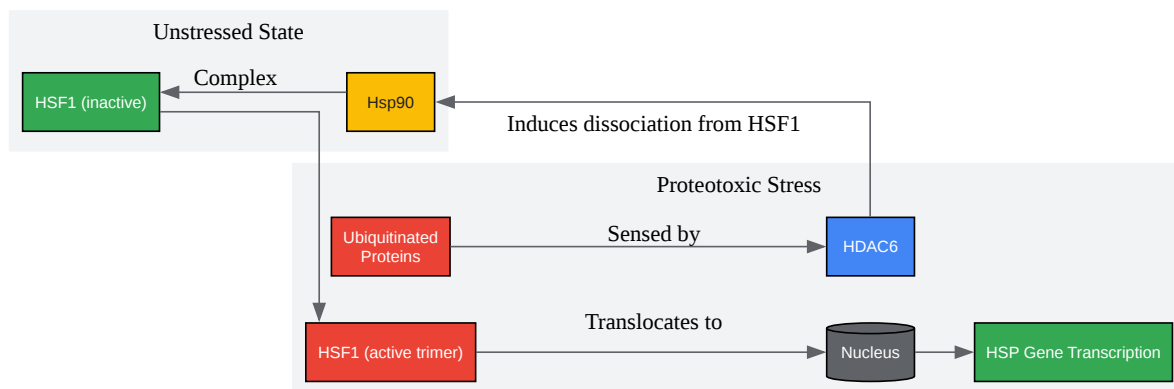 Unstressed State
Complex
HSF1 (inactive)
Hsp90
Induces dissociation from HSF1
Proteotoxic Stress
Ubiquitinated
Proteins
Sensed by
HDAC6
Translocates to
HSF1 (active trimer)
Nucleus
HSP Gene Transcription